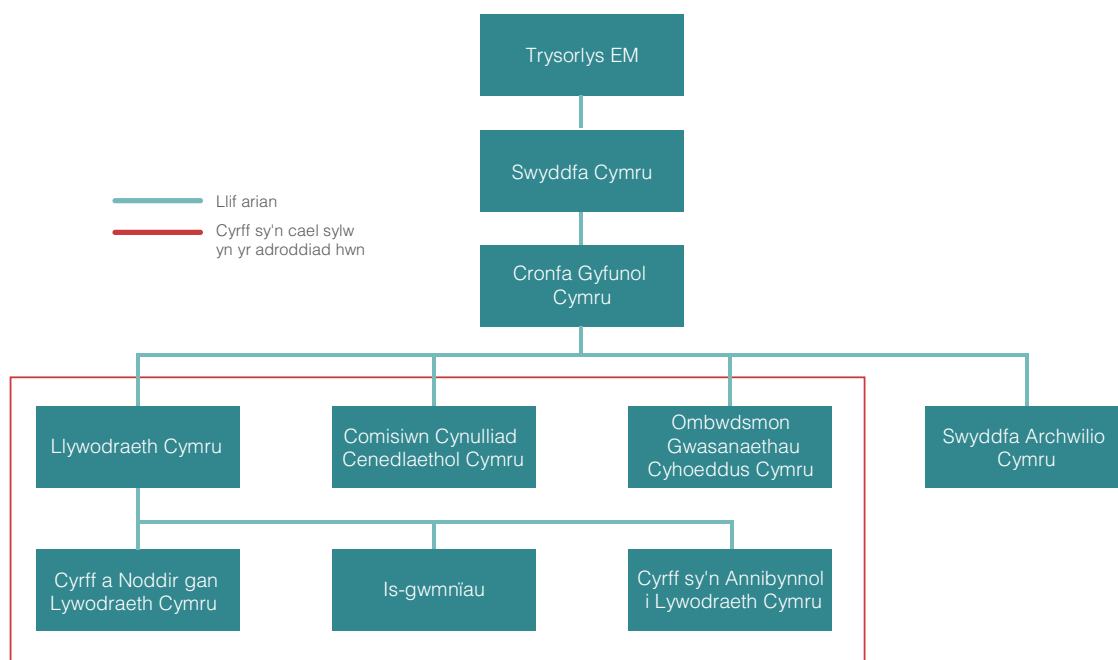 Trysorlys EM
Swyddfa Cymru
Llif arian
Cyrff sy'n cael sylw
yn yr adroddiad hwn
Cronfa Gyfunol
Cymru
Llywodraeth Cymru
Comisiwn Cynulliad
Cenedlaethol Cymru
Ombwdsmon
Gwasanaethau
Cyhoeddus Cymru
Swyddfa Archwilio
Cymru
Cyrff a Noddir gan
Lywodraeth Cymru
Is-gwmnïau
Cyrff sy'n Annibynnol
i Lywodraeth Cymru